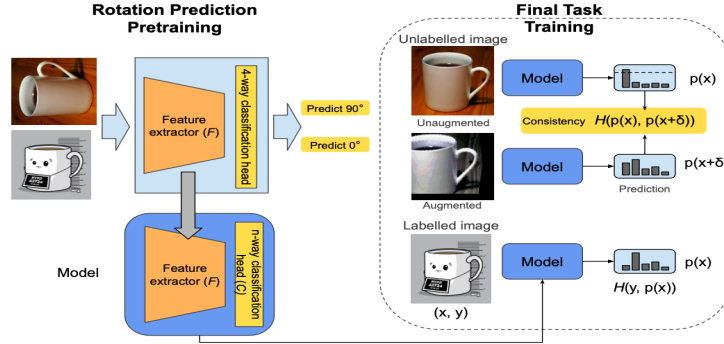 Rotation Prediction
Pretraining
4-way classification head
Feature
extractor (F)
Predict 90°
Predict 0°
Model
Feature
extractor (F)
n-way classification
head (C)
Final Task
Training
Unlabelled image
Unaugmented
Model
p(x)
Consistency H(p(x), p(x+δ))
Augmented
Model
p(x+δ
Prediction
Labelled image
(x, y)
Model
p(x)
H(y, p(x))